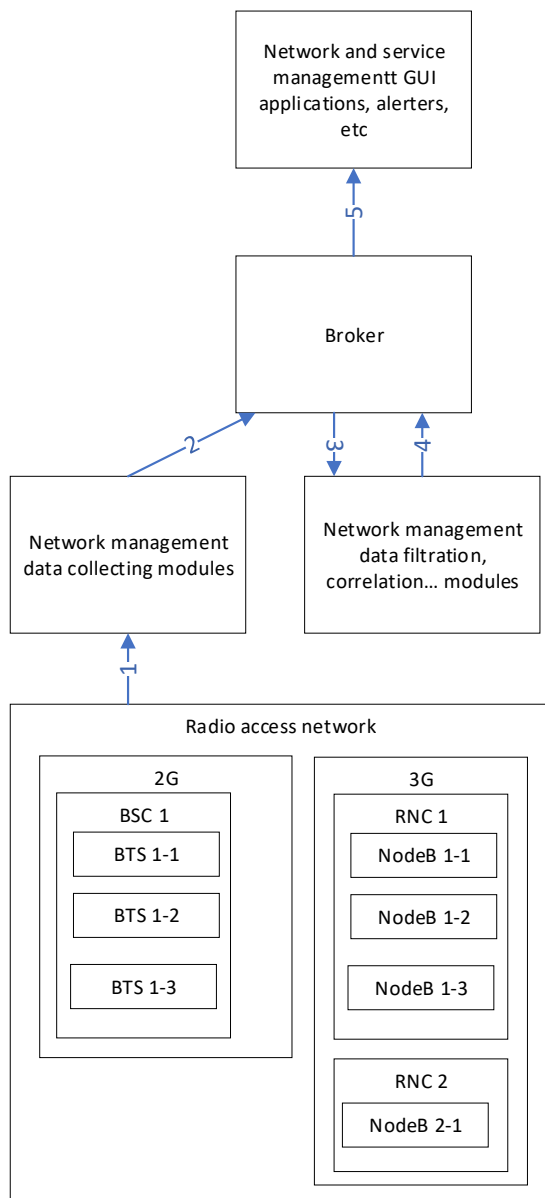 Network and service
managementt GUI
applications, alerters,
etc
5
Broker
2
3
4
Network management
data collecting modules
Network management
data filtration,
correlation... modules
1
Radio access network
2G
BSC 1
BTS 1-1
BTS 1-2
BTS 1-3
3G
RNC 1
NodeB 1-1
NodeB 1-2
NodeB 1-3
RNC 2
NodeB 2-1